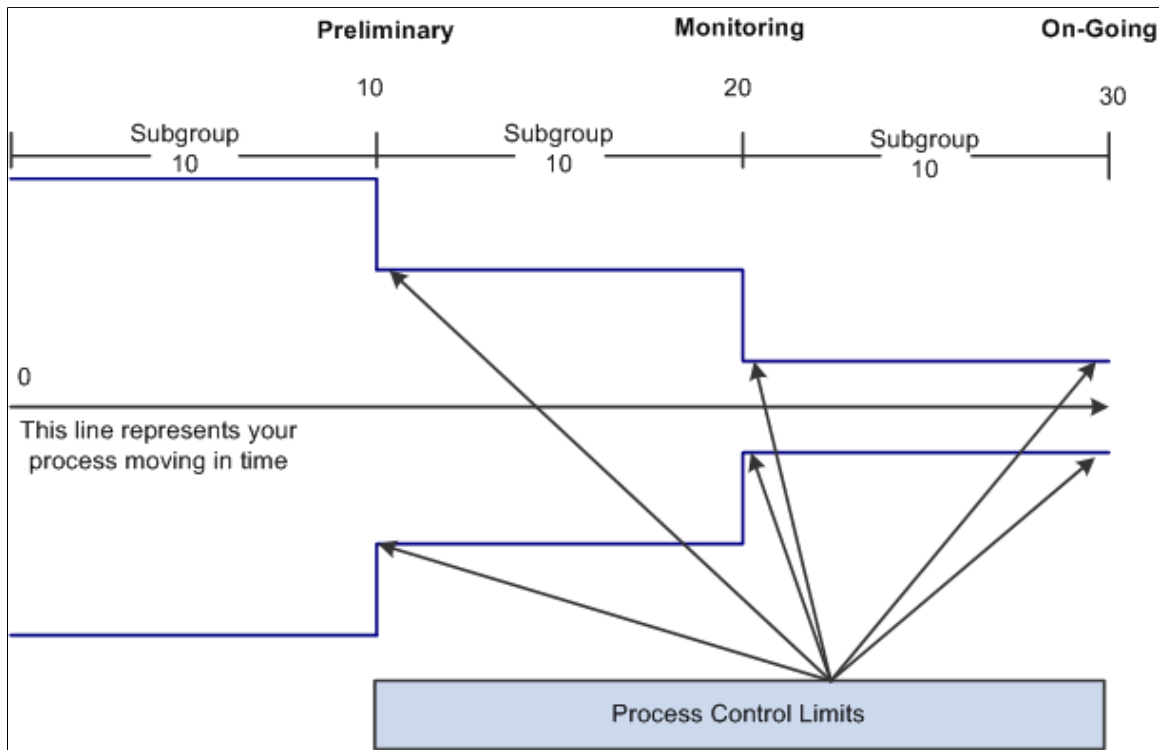 Preliminary
Monitoring
On-Going
10
20
30
Subgroup
10
Subgroup
10
Subgroup
10
0
This line represents your
process moving in time
Process Control Limits